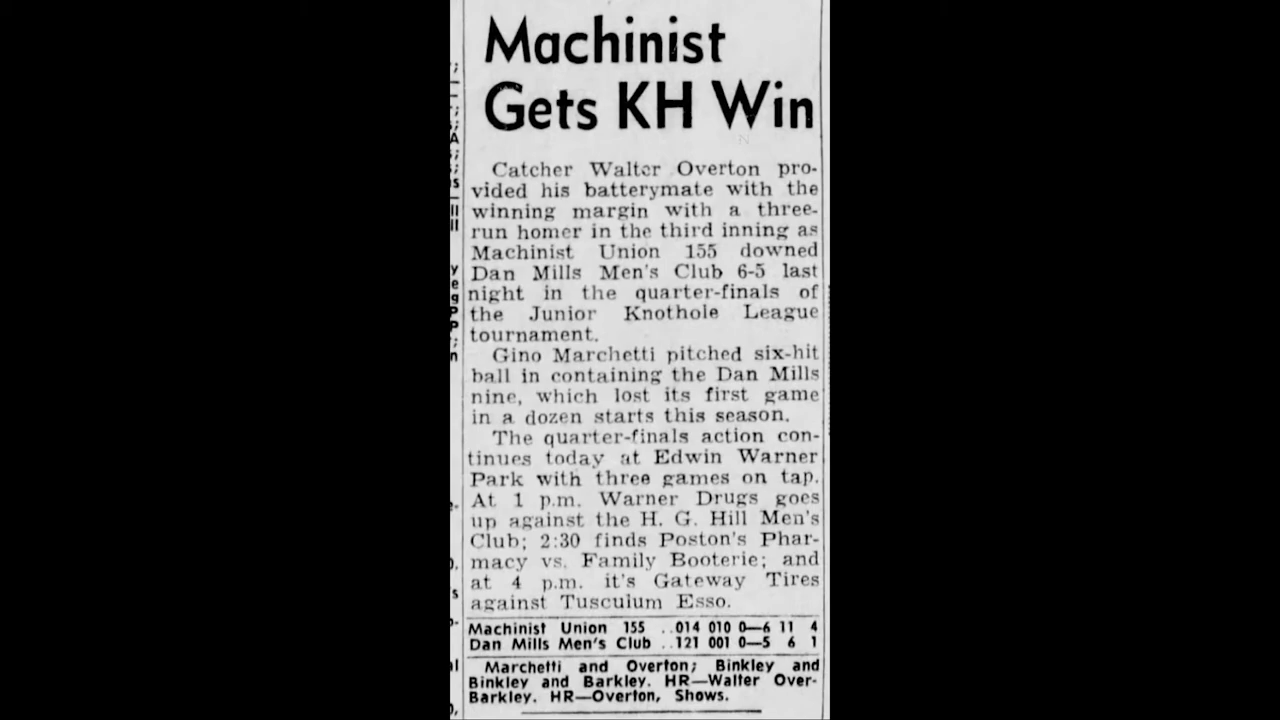 Machinist
Gets KH Win
Catcher Walter Overton pro-
vided his batterymate with the
winning margin with a three-
run homer in the third inning as
Machinist Union 155 downed
Dan Mills Men's Club 6-5 last
night in the quarter-finals of
the Junior Knothole League
tournament.
Gino Marchetti pitched six-hit
ball in containing the Dan Mills
nine, which lost its first game
in a dozen starts this season.
The quarter-finals action con-
tinues today at Edwin Warner
Park with three games on tap.
At 1 p.m. Warner Drugs goes
up against the H. G. Hill Men's
Club; 2:30 finds Poston's Phar-
macy vs. Family Booterie; and
at 4 p.m. it's Gateway Tires
against Tusculum Esso.
Machinist Union 155 ..014 010 0—6 11 4
Dan Mills Men's Club ..121 001 0—5 6 1
Marchetti and Overton; Binkley and
Binkley and Barkley. HR—Walter Over-
Barkley. HR—Overton, Shows.